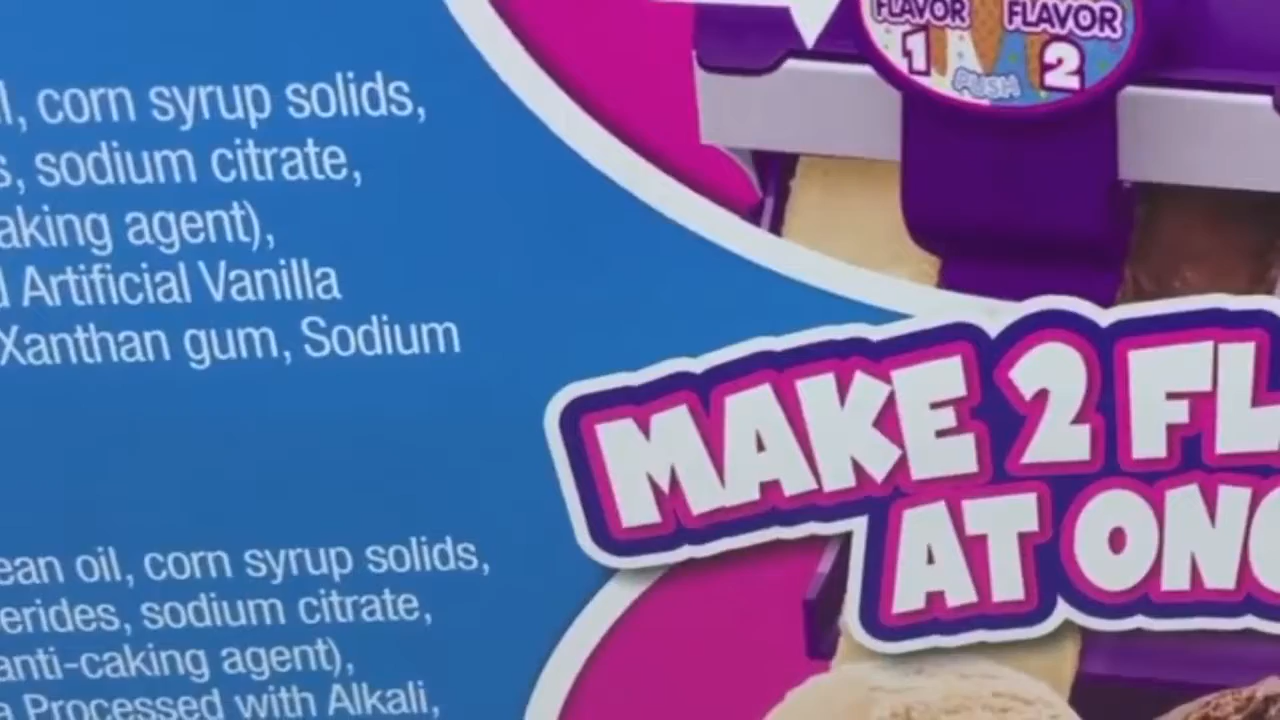 l, corn syrup solids,
s, sodium citrate,
aking agent),
d Artificial Vanilla
Xanthan gum, Sodium
ean oil, corn syrup solids,
erides, sodium citrate,
anti-caking agent),
a Processed with Alkali,
FLAVOR 1
FLAVOR 2
PUSH
MAKE 2 FL
AT ONC